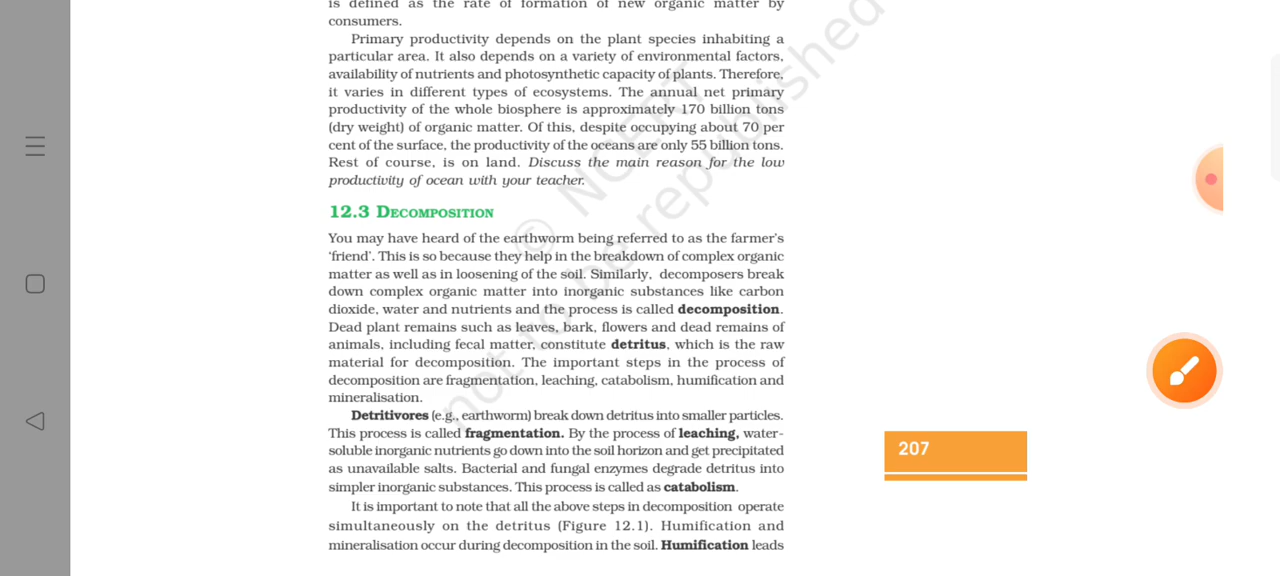 is defined as the rate of formation of new organic matter by
consumers.
Primary productivity depends on the plant species inhabiting a
particular area. It also depends on a variety of environmental factors,
availability of nutrients and photosynthetic capacity of plants. Therefore,
it varies in different types of ecosystems. The annual net primary
productivity of the whole biosphere is approximately 170 billion tons
(dry weight) of organic matter. Of this, despite occupying about 70 per
cent of the surface, the productivity of the oceans are only 55 billion tons.
Rest of course, is on land. Discuss the main reason for the low
productivity of ocean with your teacher.
12.3 DECOMPOSITION
You may have heard of the earthworm being referred to as the farmer's
'friend'. This is so because they help in the breakdown of complex organic
matter as well as in loosening of the soil. Similarly, decomposers break
down complex organic matter into inorganic substances like carbon
dioxide, water and nutrients and the process is called decomposition.
Dead plant remains such as leaves, bark, flowers and dead remains of
animals, including fecal matter, constitute detritus, which is the raw
material for decomposition. The important steps in the process of
decomposition are fragmentation, leaching, catabolism, humification and
mineralisation.
Detritivores (e.g., earthworm) break down detritus into smaller particles.
This process is called fragmentation. By the process of leaching, water-
soluble inorganic nutrients go down into the soil horizon and get precipitated
as unavailable salts. Bacterial and fungal enzymes degrade detritus into
simpler inorganic substances. This process is called as catabolism.
It is important to note that all the above steps in decomposition operate
simultaneously on the detritus (Figure 12.1). Humification and
mineralisation occur during decomposition in the soil. Humification leads
207
© NCERT
not to be republished